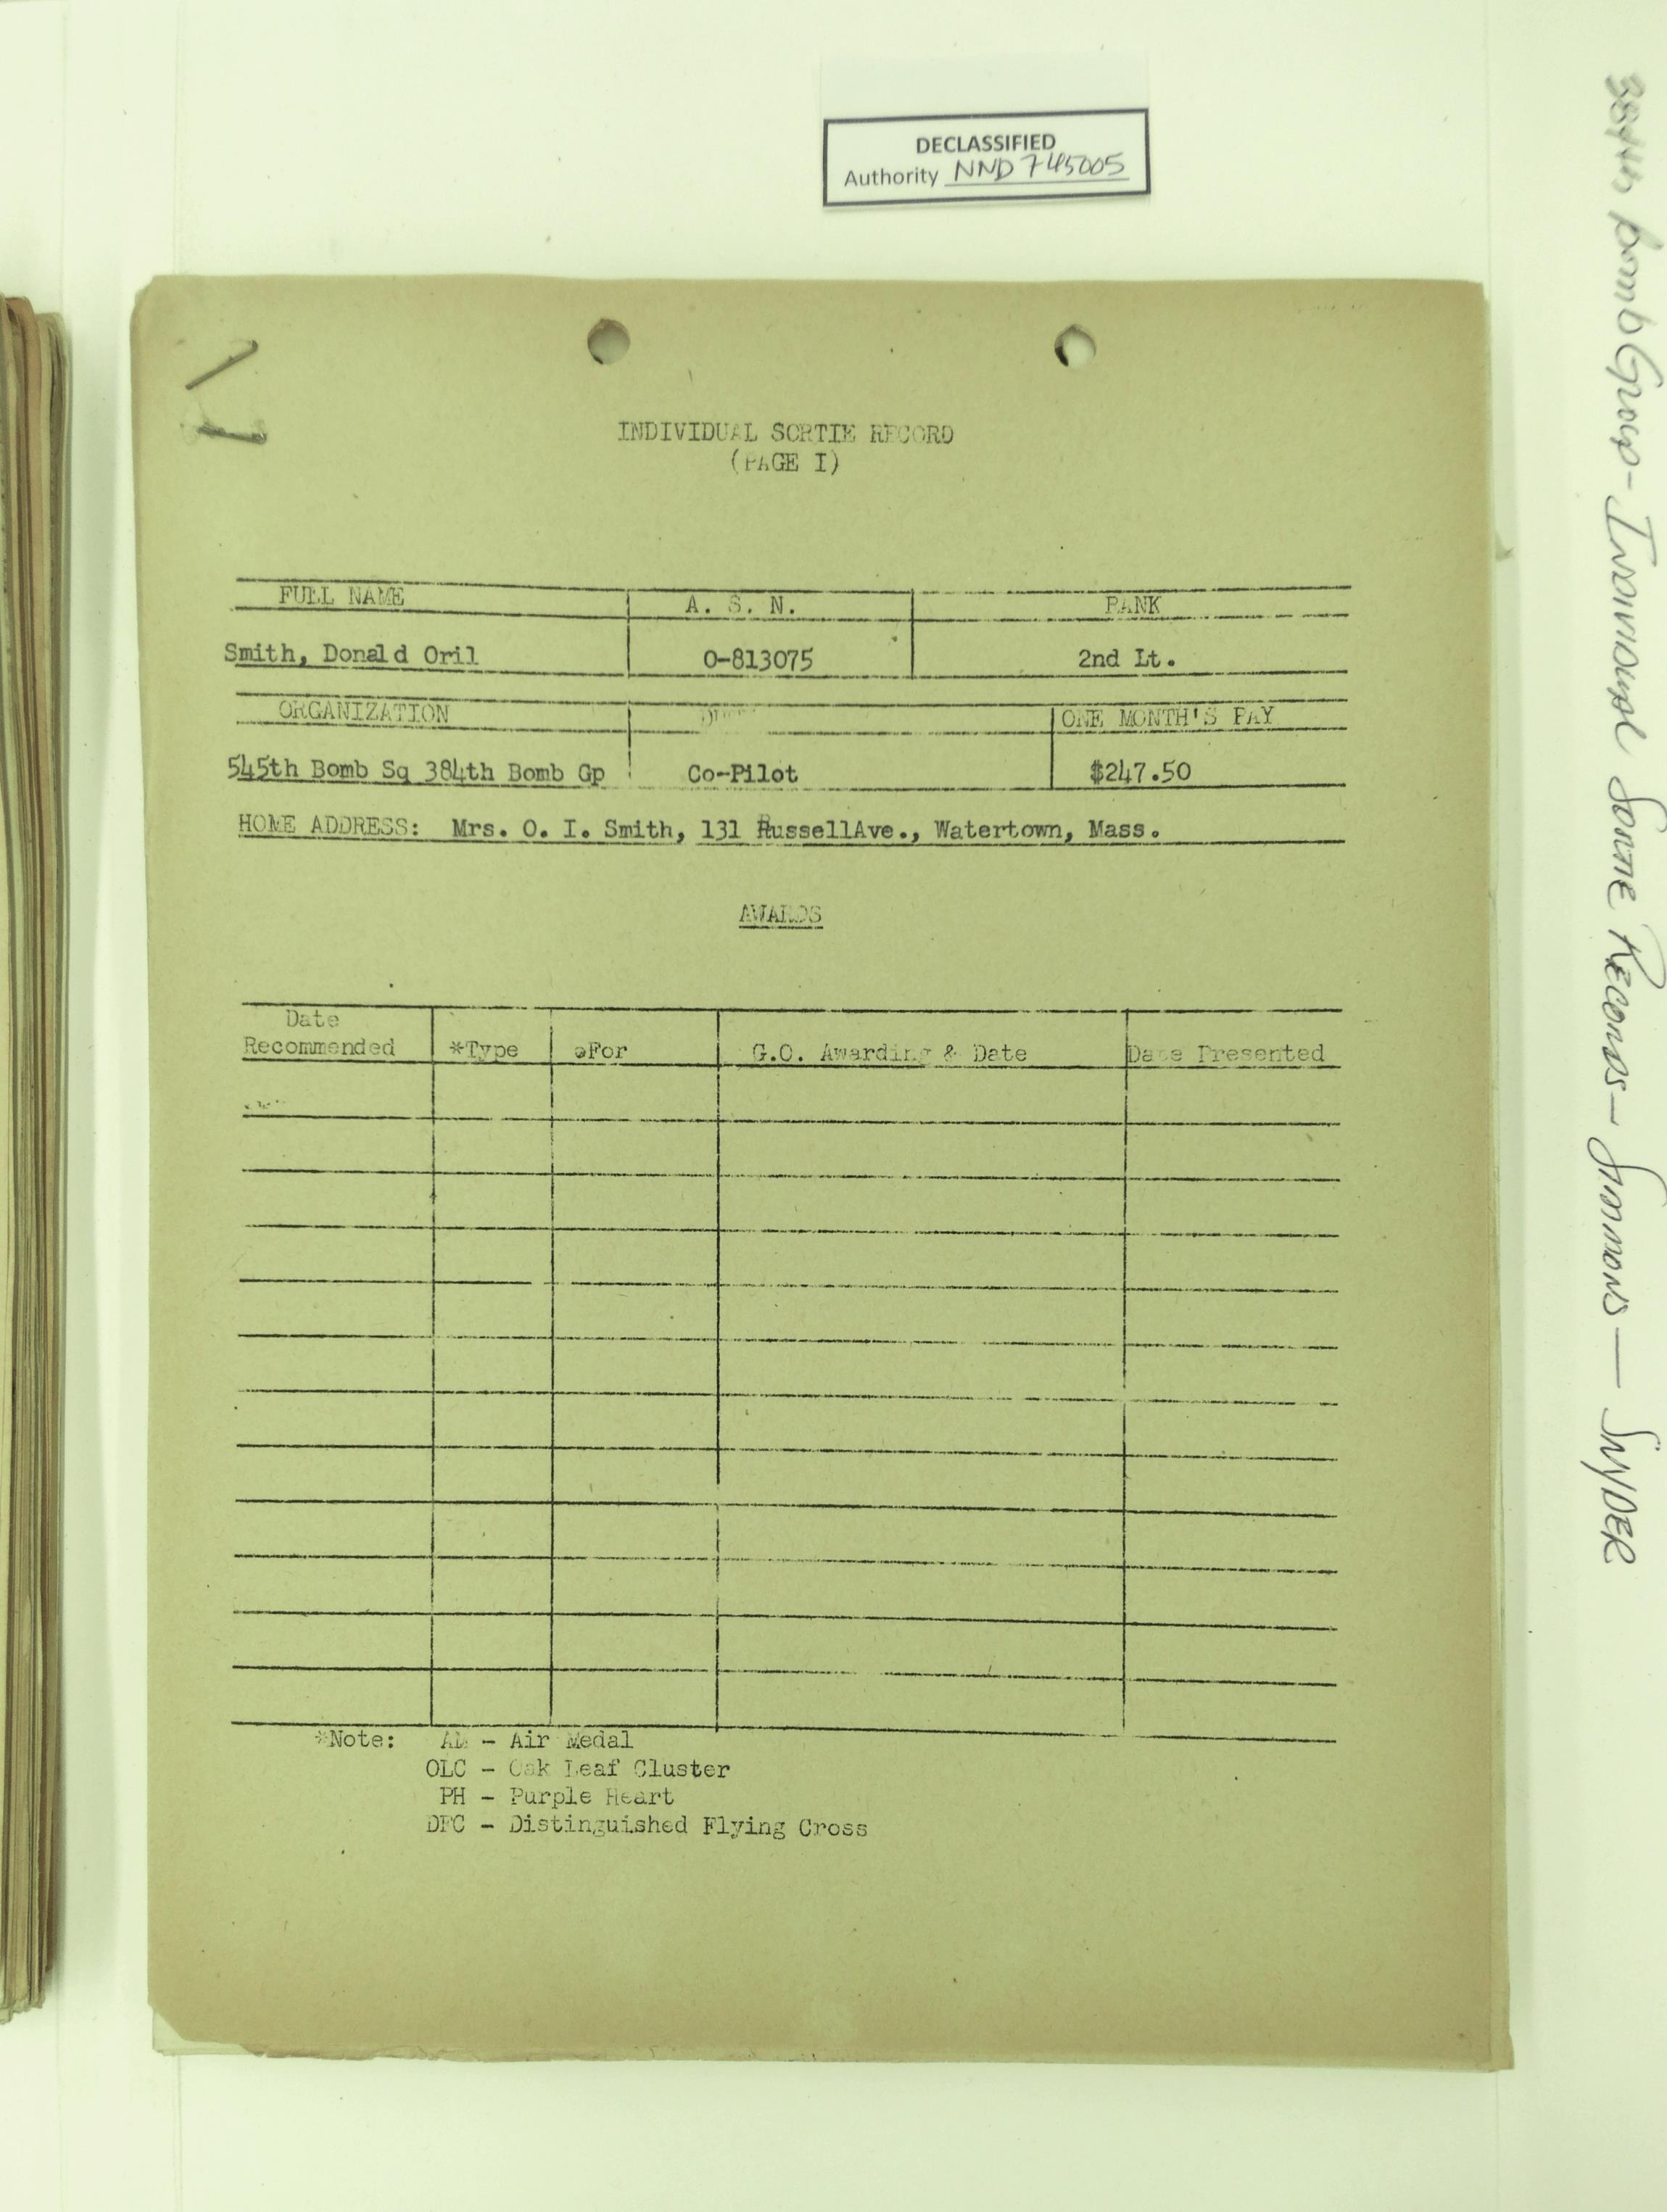 DECLASSIFIED
Authority NND 745005
INDIVIDUAL SORTIE RECORD
(PAGE I)
FULL NAME A. S. N. RANK
Smith, Donald Oril 0-813075 2nd Lt.
ORGANIZATION ONE MONTH'S PAY
545th Bomb Sq 384th Bomb Gp Co-Pilot $247.50
HOME ADDRESS: Mrs. O. I. Smith, 131 RussellAve., Watertown, Mass.
AWARDS
Date
Recommended *Type For G.O. Awarding & Date Date Presented
*Note: AM - Air Medal
OLC - Oak Leaf Cluster
PH - Purple Heart
DFC - Distinguished Flying Cross
384th Bomb Group - Individual Sortie Records - Simmons - Snyder